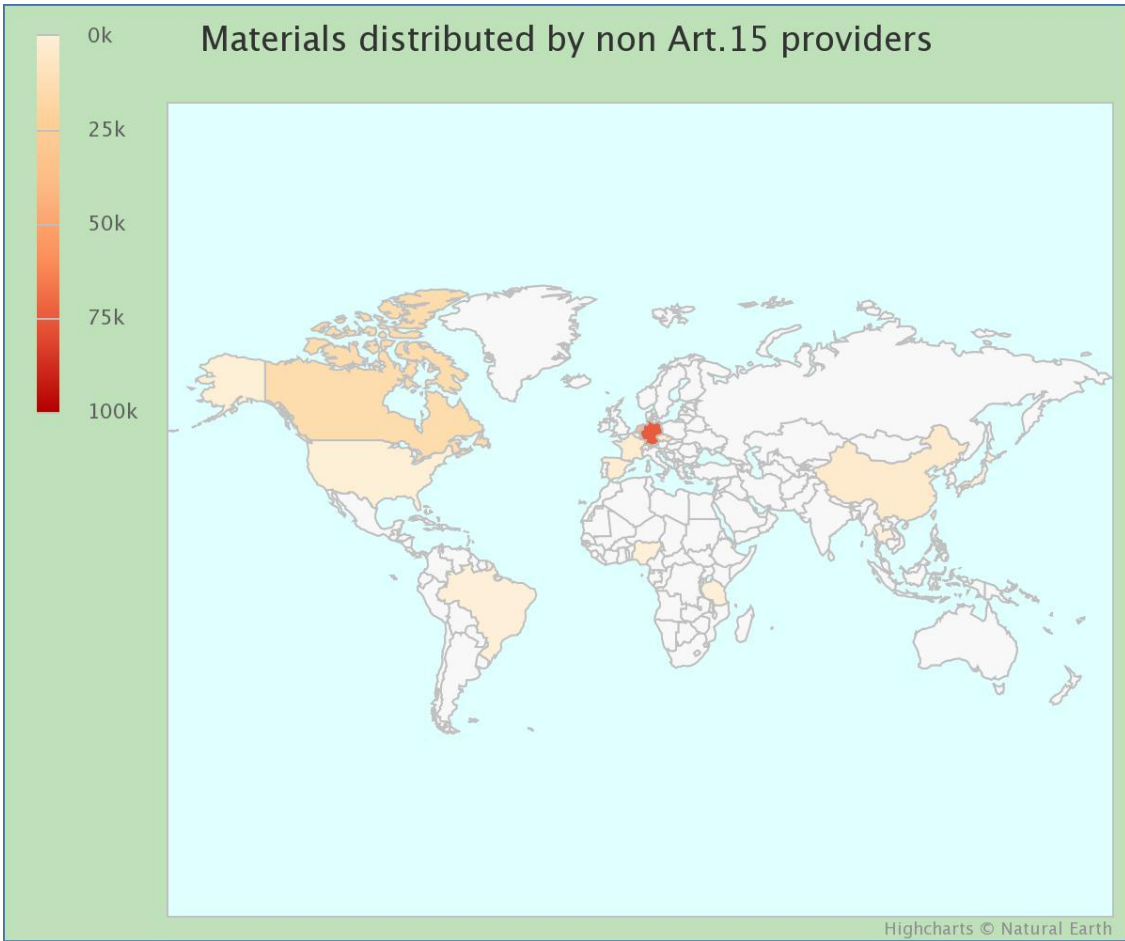 Materials distributed by non Art.15 providers
0k
25k
50k
75k
100k
Highcharts © Natural Earth